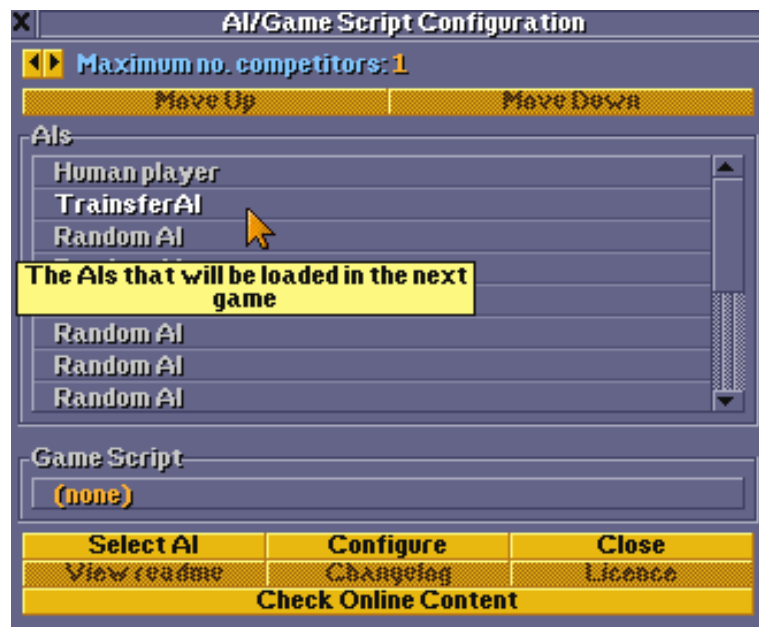 X AI/Game Script Configuration
Maximum no. competitors: 1
Move Up Move Down
AIs
Human player
TrainsferAI
Random AI
The AIs that will be loaded in the next
game
Random AI
Random AI
Random AI
Game Script
(none)
Select AI Configure Close
View readme Changelog Licence
Check Online Content